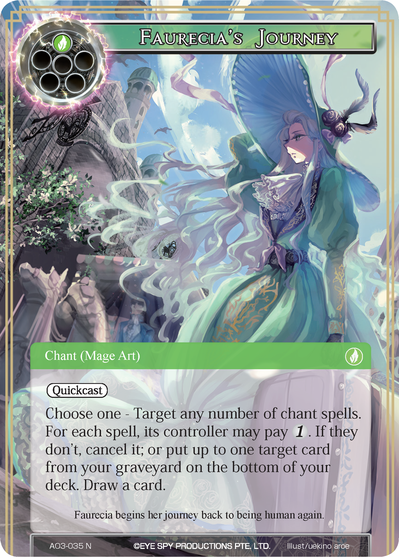 Faurecia's Journey
Chant (Mage Art)
Quickcast
Choose one - Target any number of chant spells.
For each spell, its controller may pay 1. If they
don't, cancel it; or put up to one target card
from your graveyard on the bottom of your
deck. Draw a card.
Faurecia begins her journey back to being human again.
AO3-035 N ©EYE SPY PRODUCTIONS PTE. LTD. Illust/uekino aroe